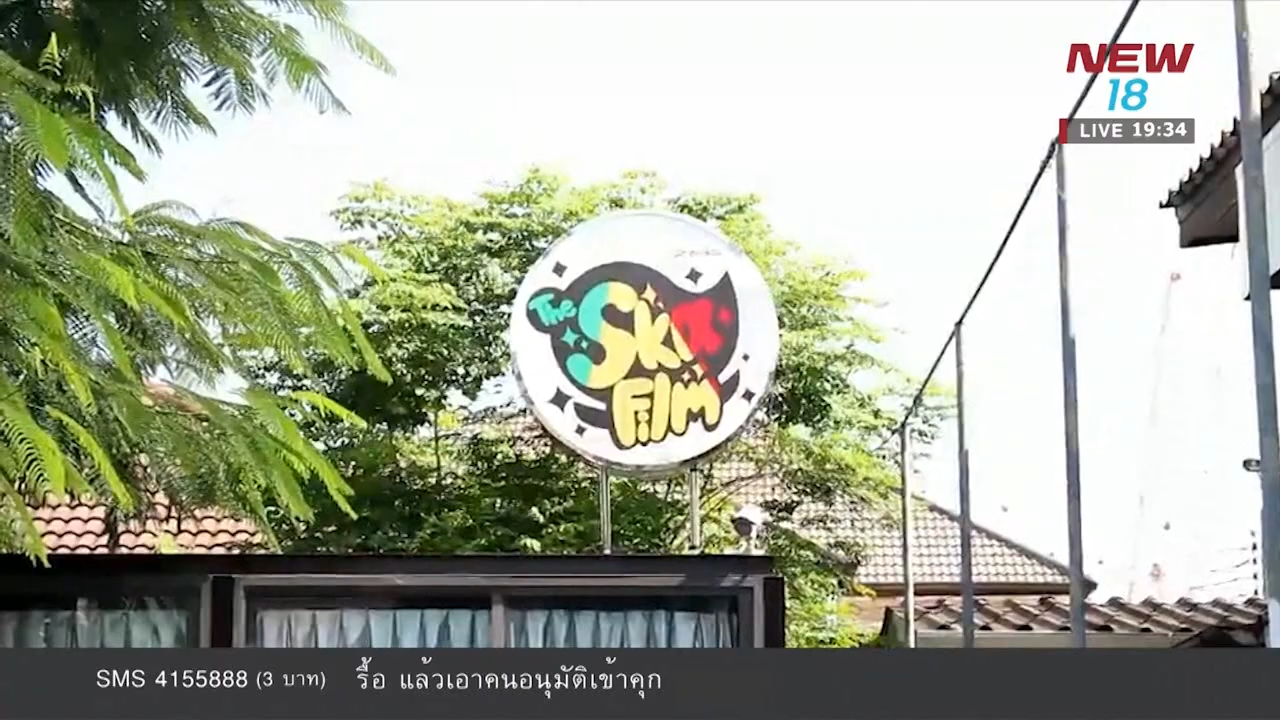 NEW
18
LIVE 19:34
The
Ska
Film
SMS 4155888 (3 บาท) รื้อ แล้วเอาคนอนุมัติเข้าคุก